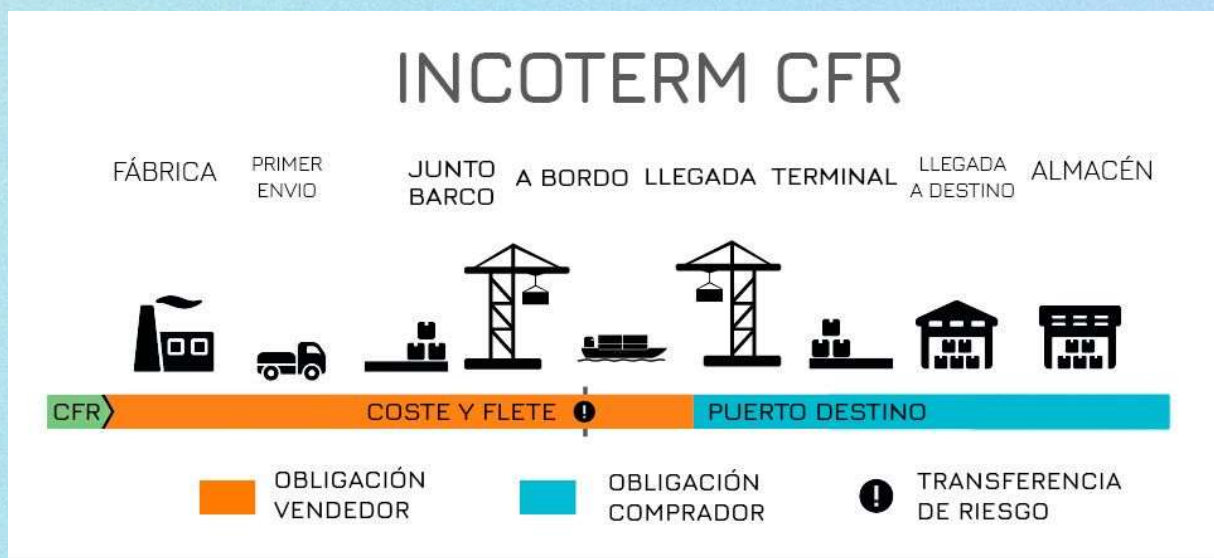 INCOTERM CFR
FÁBRICA
PRIMER
ENVIO
JUNTO
BARCO
A BORDO
LLEGADA
TERMINAL
LLEGADA
A DESTINO
ALMACÉN
CFR
COSTE Y FLETE
!
PUERTO DESTINO
OBLIGACIÓN
VENDEDOR
OBLIGACIÓN
COMPRADOR
!
TRANSFERENCIA
DE RIESGO